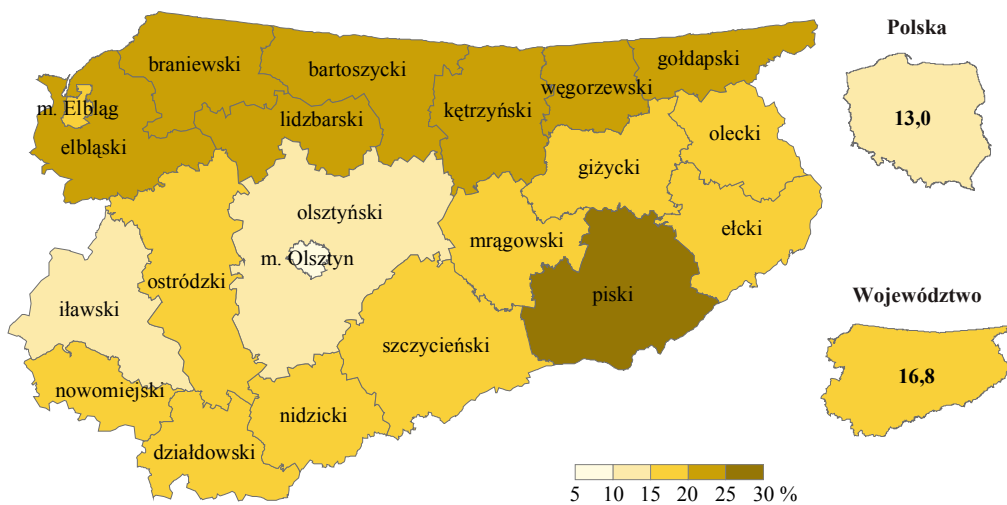 Polska
gołdapski
braniewski
bartoszycki
węgorzewski
m. Elbląg
kętrzyński
lidzbarski
13,0
olecki
elbląski
giżycki
olsztyński
ełcki
mrągowski
m. Olsztyn
ostródzki
piski
Województwo
iławski
szczycieński
16,8
nowomiejski
nidzicki
działdowski
5 10 15 20 25 30 %